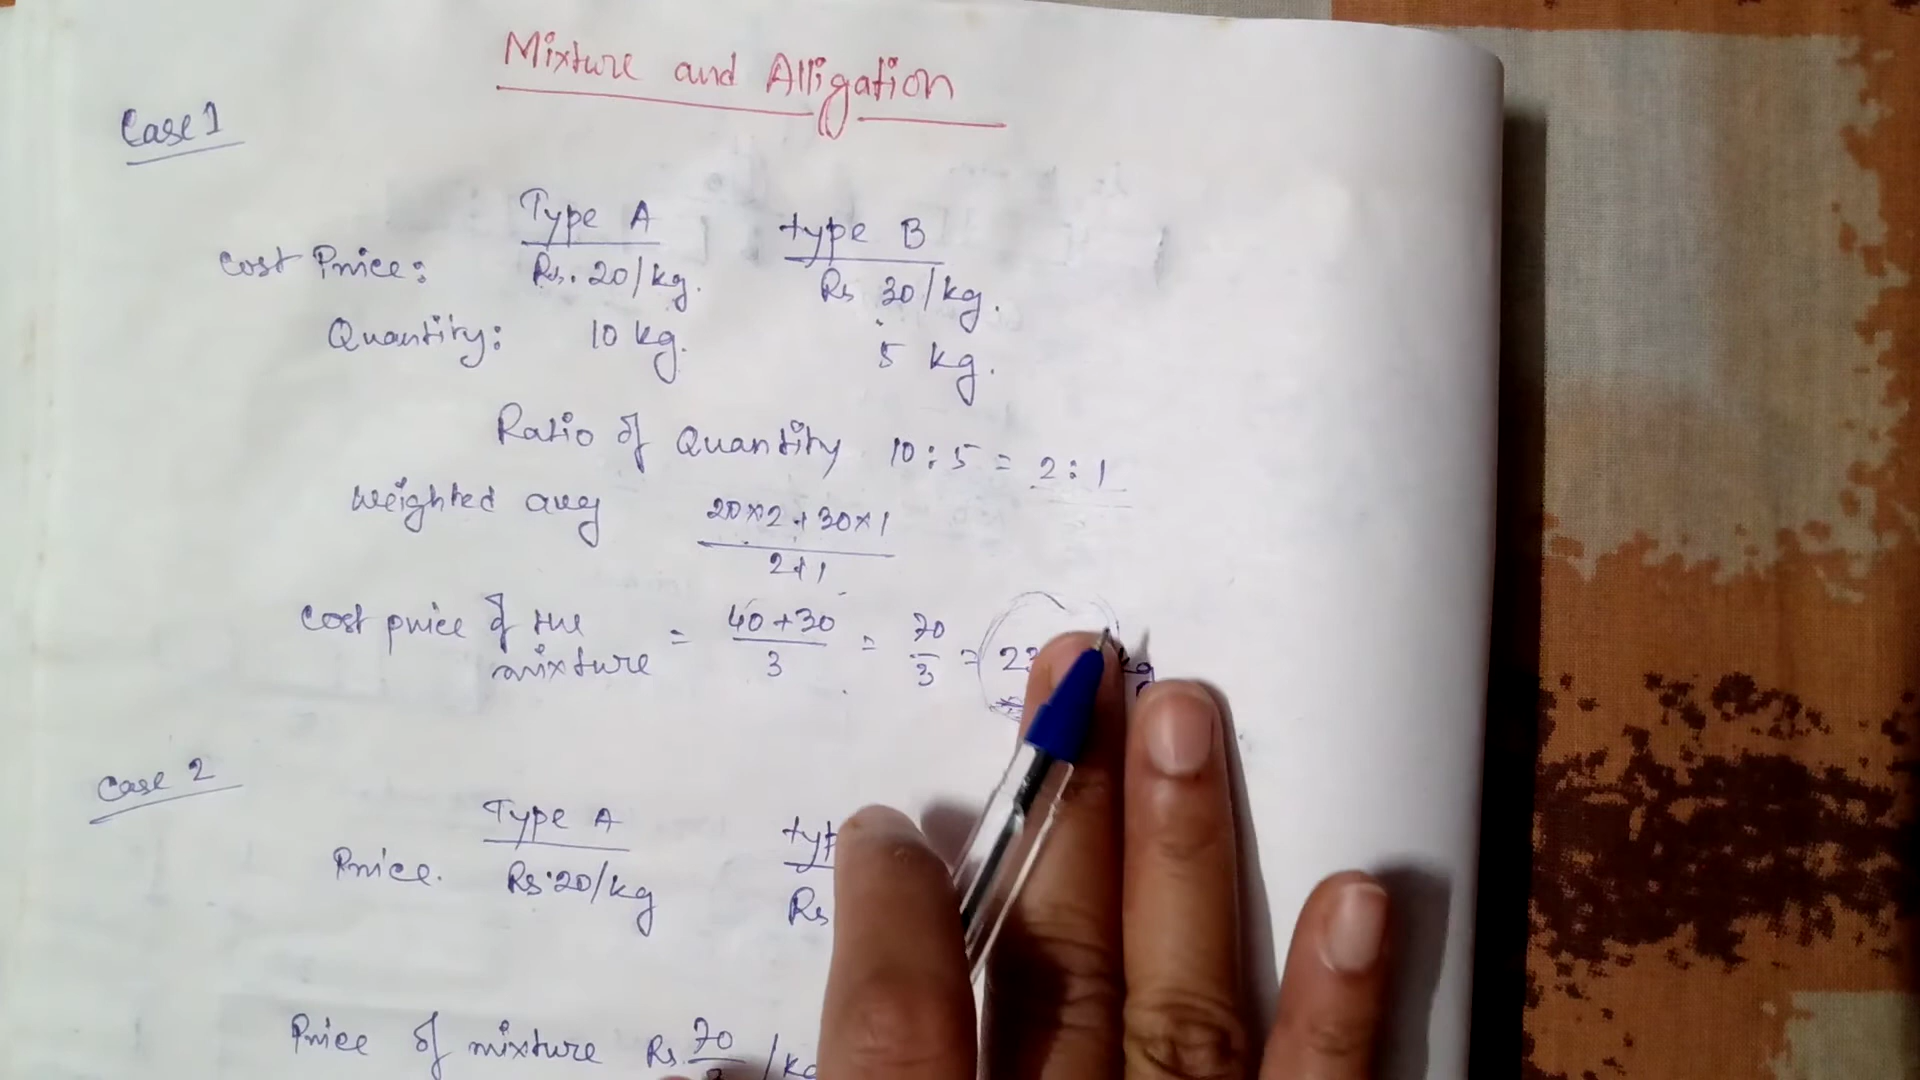 Mixture and Alligation
Case 1
Type A type B
Cost Price: Rs. 20/kg. Rs 30/kg.
Quantity: 10 kg. 5 kg.
Ratio of Quantity 10:5 = 2:1
Weighted avg 20×2+30×1
2+1
Cost price of the mixture = 40+30 / 3 = 70 / 3 =
Case 2
Type A
Price. Rs.20/kg Rs
Price of mixture Rs. 70 /kg